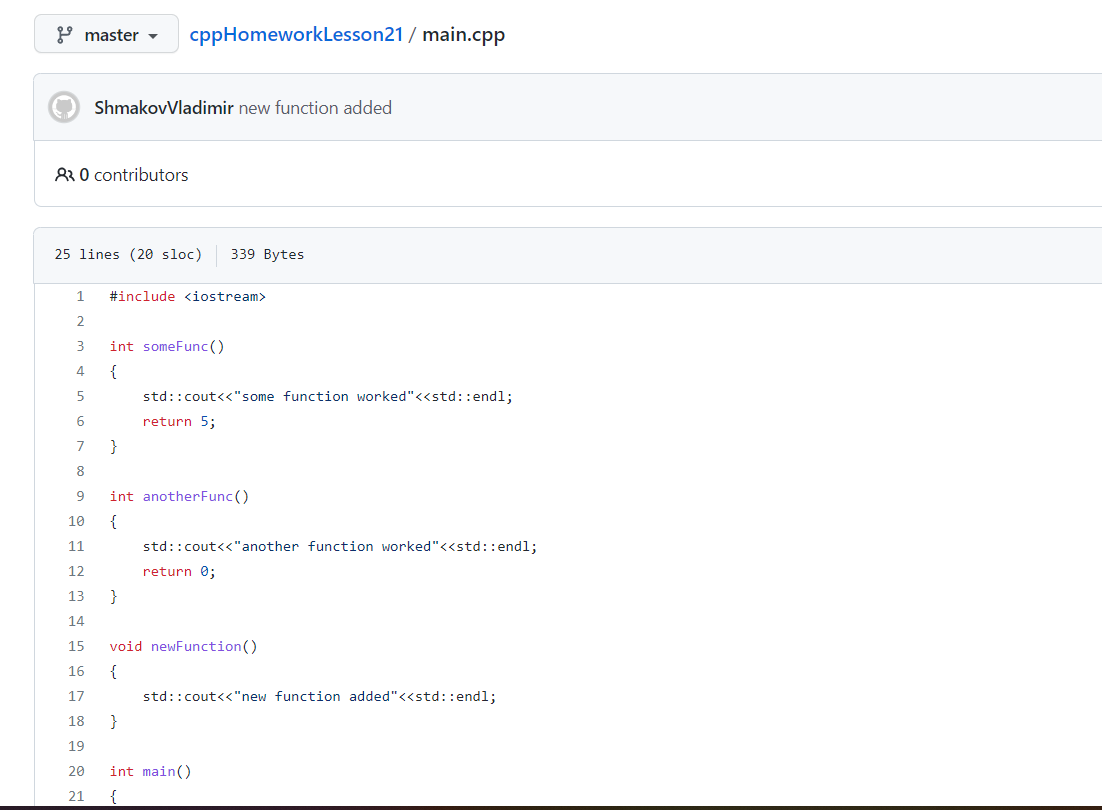 master
cppHomeworkLesson21 / main.cpp
ShmakovVladimir new function added
0 contributors
25 lines (20 sloc) 339 Bytes
1 #include <iostream>
2
3 int someFunc()
4 {
5     std::cout<<"some function worked"<<std::endl;
6     return 5;
7 }
8
9 int anotherFunc()
10 {
11     std::cout<<"another function worked"<<std::endl;
12     return 0;
13 }
14
15 void newFunction()
16 {
17     std::cout<<"new function added"<<std::endl;
18 }
19
20 int main()
21 {